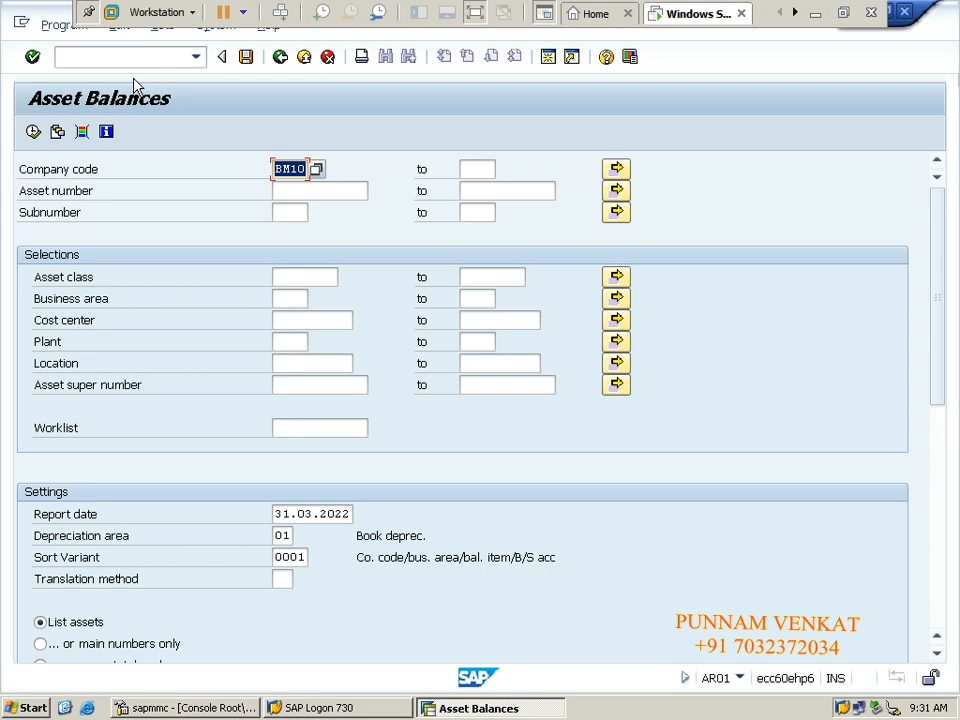 Workstation
Home
Windows S...
Program
Edit
Goto
System
Help
Asset Balances
Company code BM10 to
Asset number to
Subnumber to
Selections
Asset class to
Business area to
Cost center to
Plant to
Location to
Asset super number to
Worklist
Settings
Report date 31.03.2022
Depreciation area 01 Book deprec.
Sort Variant 0001 Co. code/bus. area/bal. item/B/S acc
Translation method
List assets
... or main numbers only
PUNNAM VENKAT
+91 7032372034
SAP
AR01 ecc60ehp6 INS
Start sapmmc - [Console Root\... SAP Logon 730 Asset Balances 9:31 AM